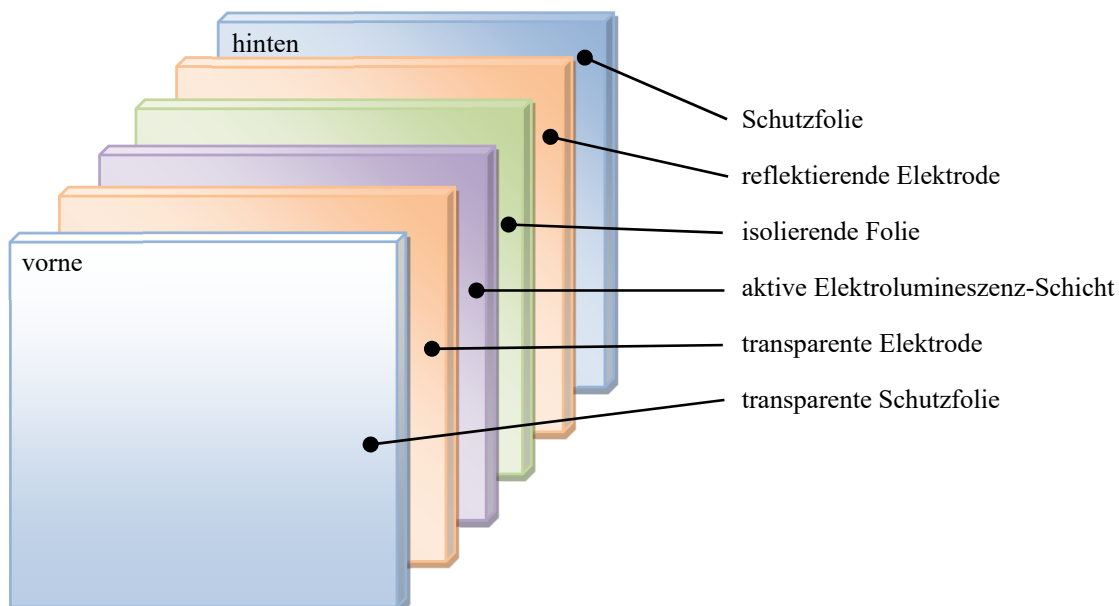 hinten
Schutzfolie
reflektierende Elektrode
isolierende Folie
vorne
aktive Elektrolumineszenz-Schicht
transparente Elektrode
transparente Schutzfolie